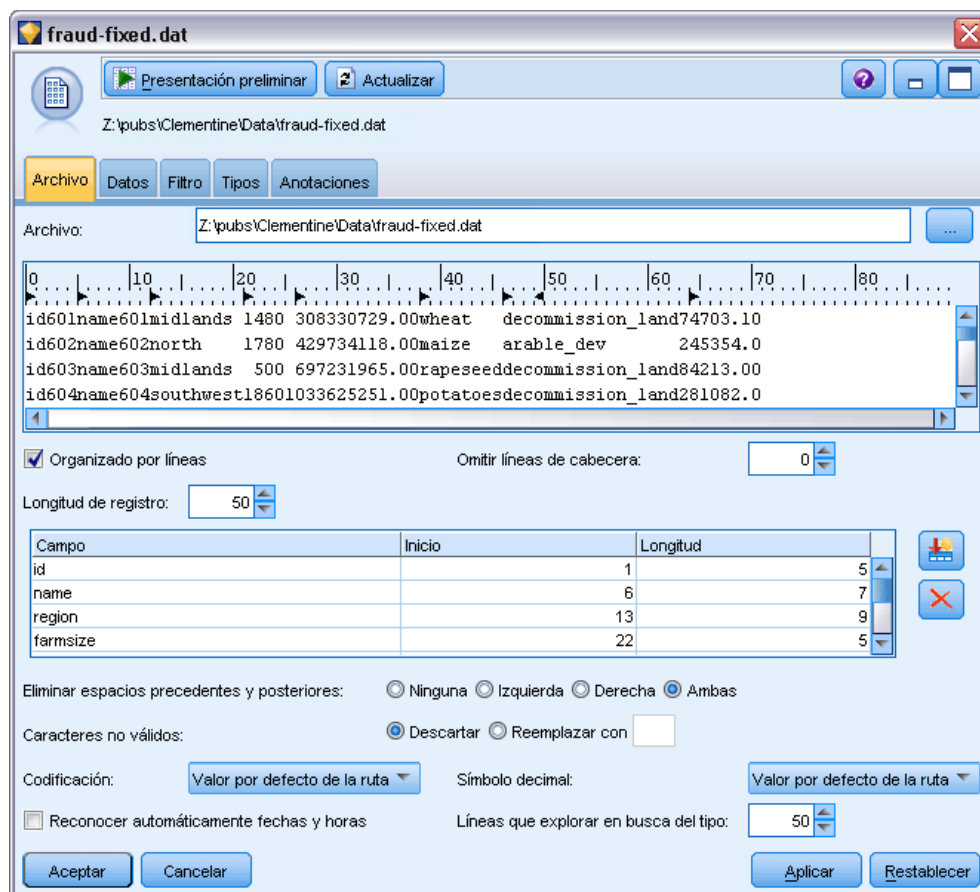 fraud-fixed.dat
Presentación preliminar Actualizar
Z:\pubs\Clementine\Data\fraud-fixed.dat
Archivo Datos Filtro Tipos Anotaciones
Archivo: Z:\pubs\Clementine\Data\fraud-fixed.dat ...
0 10 20 30 40 50 60 70 80
id601name601midlands 1480 308330729.00wheat   decommission_land74703.10
id602name602north    1780 429734118.00maize   arable_dev       245354.0
id603name603midlands  500 697231965.00rapeseeddecommission_land84213.00
id604name604southwest18601033625251.00potatoesdecommission_land281082.0
Organizado por líneas Omitir líneas de cabecera: 0
Longitud de registro: 50
Campo Inicio Longitud
id 1 5
name 6 7
region 13 9
farmsize 22 5
Eliminar espacios precedentes y posteriores: Ninguna Izquierda Derecha Ambas
Caracteres no válidos: Descartar Reemplazar con
Codificación: Valor por defecto de la ruta Símbolo decimal: Valor por defecto de la ruta
Reconocer automáticamente fechas y horas Líneas que explorar en busca del tipo: 50
Aceptar Cancelar Aplicar Restablecer